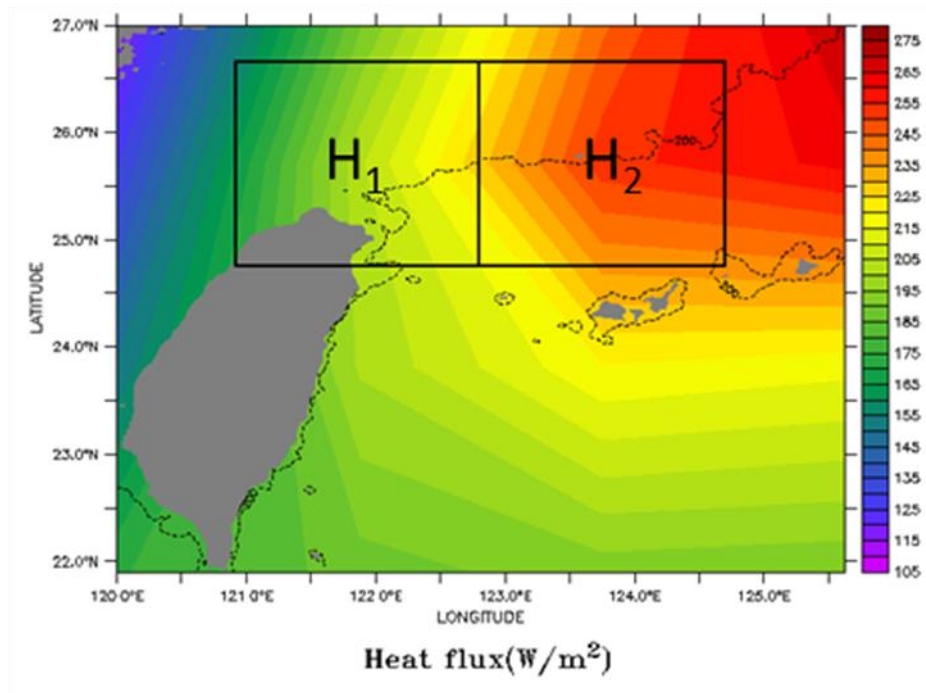 27.0°N
26.0°N
25.0°N
24.0°N
23.0°N
22.0°N
LATITUDE
H1
H2
200
120.0°E 121.0°E 122.0°E 123.0°E 124.0°E 125.0°E
LONGITUDE
275
265
255
245
235
225
215
205
195
185
175
165
155
145
135
125
115
105
Heat flux(W/m²)